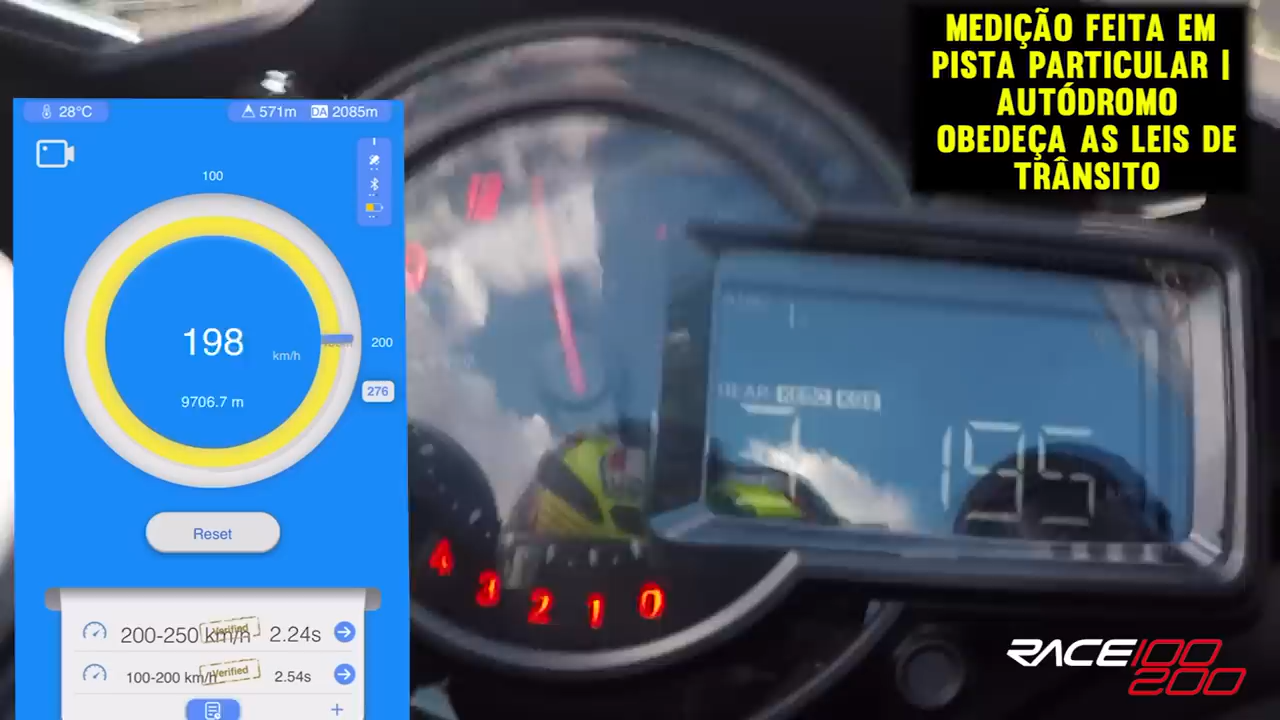 MEDIÇÃO FEITA EM
PISTA PARTICULAR |
AUTÓDROMO
OBEDEÇA AS LEIS DE
TRÂNSITO
28°C
571m DA 2085m
100
198
km/h
200
276
9706.7 m
Reset
200-250 km/h Verified 2.24s
100-200 km/h Verified 2.54s
GEAR
195
4
3
2
1
0
RACE100
200